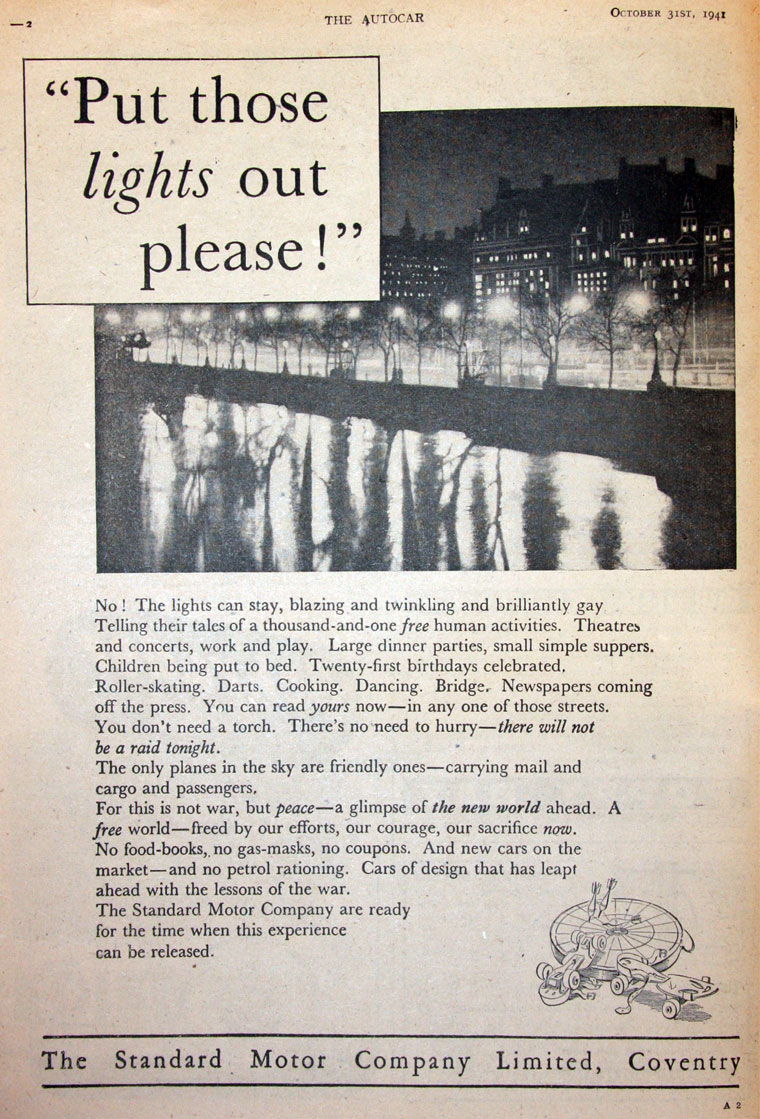 —2
THE AUTOCAR
OCTOBER 31ST, 1941
“Put those
lights out
please!”
No! The lights can stay, blazing and twinkling and brilliantly gay
Telling their tales of a thousand-and-one free human activities. Theatres
and concerts, work and play. Large dinner parties, small simple suppers.
Children being put to bed. Twenty-first birthdays celebrated.
Roller-skating. Darts. Cooking. Dancing. Bridge. Newspapers coming
off the press. You can read yours now—in any one of those streets.
You don’t need a torch. There’s no need to hurry—there will not
be a raid tonight.
The only planes in the sky are friendly ones—carrying mail and
cargo and passengers.
For this is not war, but peace—a glimpse of the new world ahead. A
free world—freed by our efforts, our courage, our sacrifice now.
No food-books, no gas-masks, no coupons. And new cars on the
market—and no petrol rationing. Cars of design that has leapt
ahead with the lessons of the war.
The Standard Motor Company are ready
for the time when this experience
can be released.
The Standard Motor Company Limited, Coventry
A 2